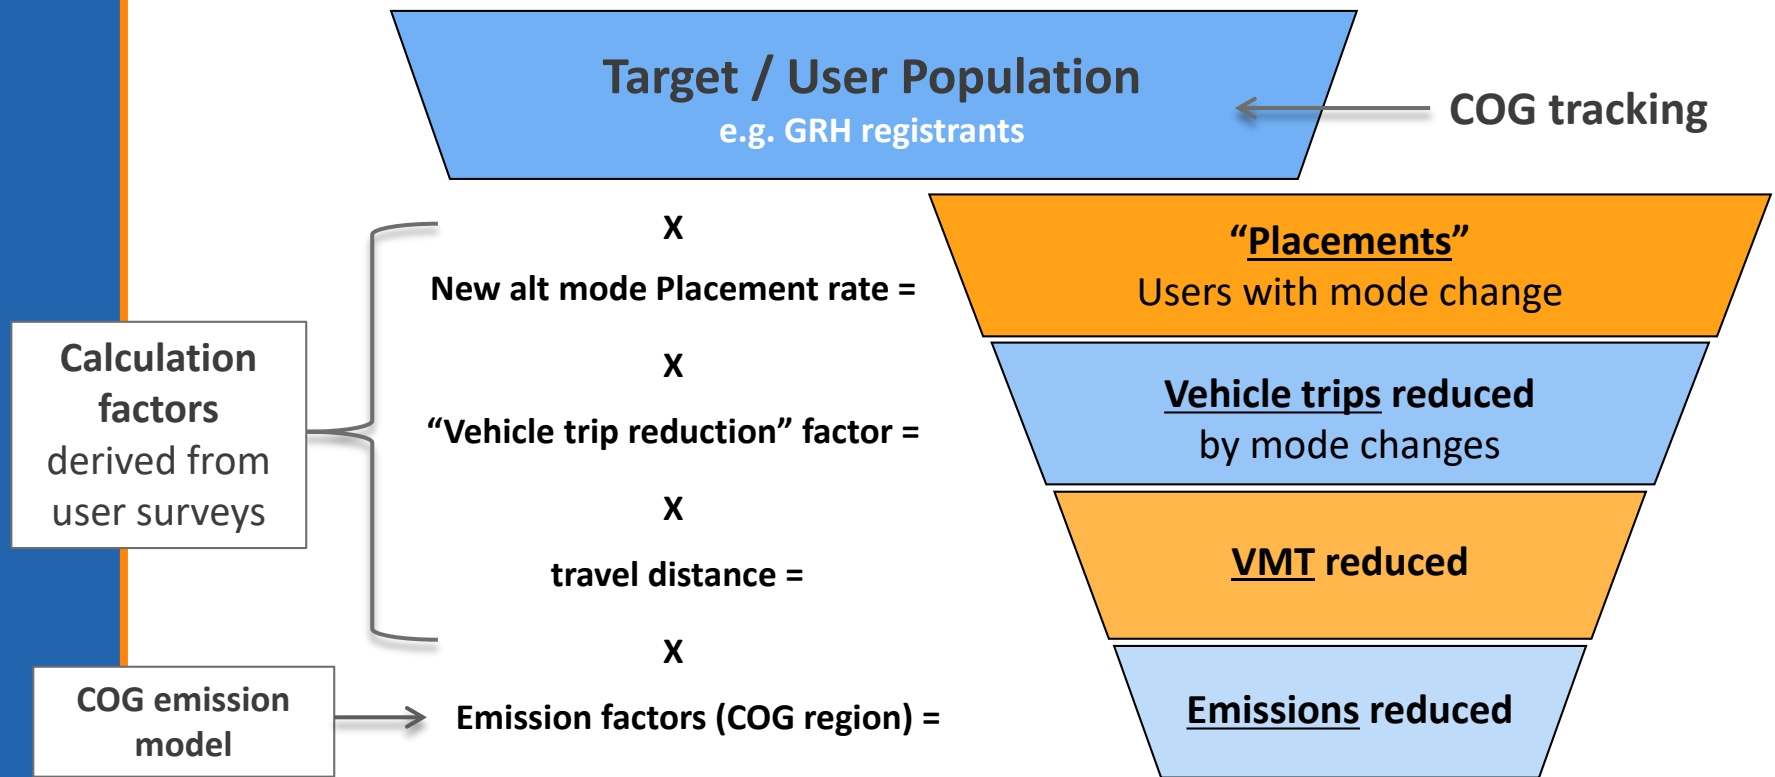 Target / User Population
e.g. GRH registrants
COG tracking
X
New alt mode Placement rate =
“Placements”
Users with mode change
Calculation
factors
derived from
user surveys
X
“Vehicle trip reduction” factor =
Vehicle trips reduced
by mode changes
X
travel distance =
VMT reduced
X
COG emission
model
Emission factors (COG region) =
Emissions reduced